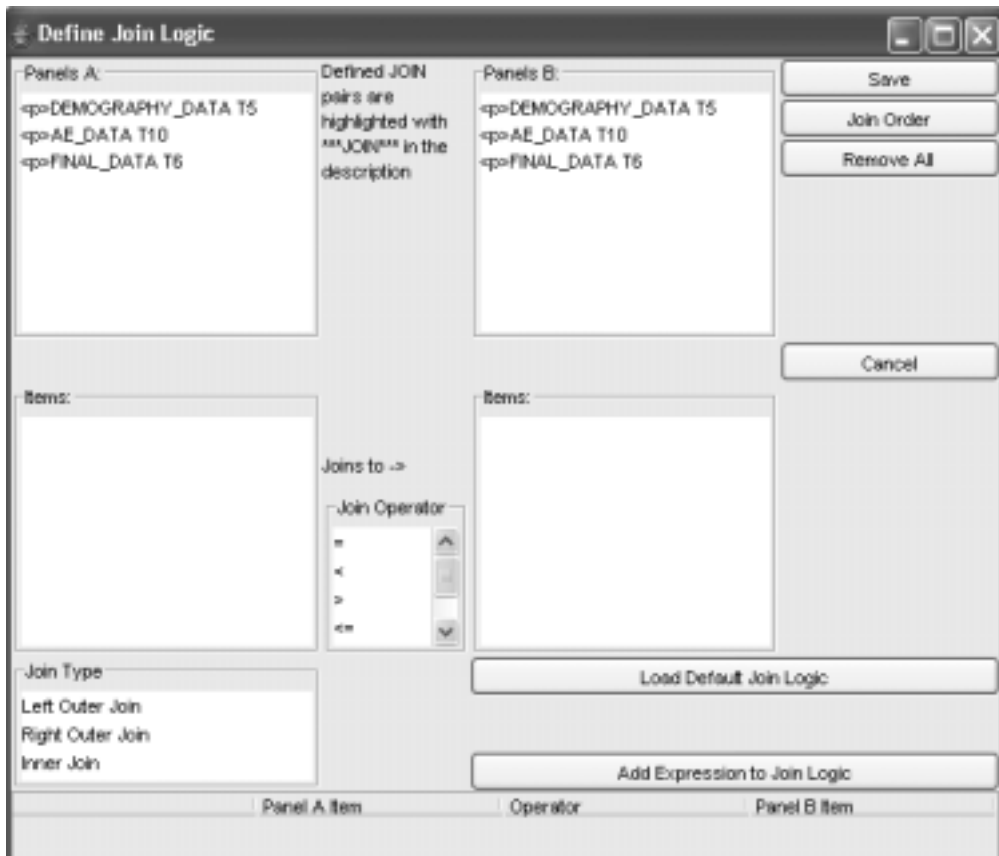 Define Join Logic
Panels A:
<p>DEMOGRAPHY_DATA T5
<p>AE_DATA T10
<p>FINAL_DATA T6
Defined JOIN
pairs are
highlighted with
***JOIN*** in the
description
Panels B:
<p>DEMOGRAPHY_DATA T5
<p>AE_DATA T10
<p>FINAL_DATA T6
Save
Join Order
Remove All
Cancel
Items:
Joins to ->
Join Operator
=
<
>
<=
Items:
Join Type
Left Outer Join
Right Outer Join
Inner Join
Load Default Join Logic
Add Expression to Join Logic
Panel A Item Operator Panel B Item